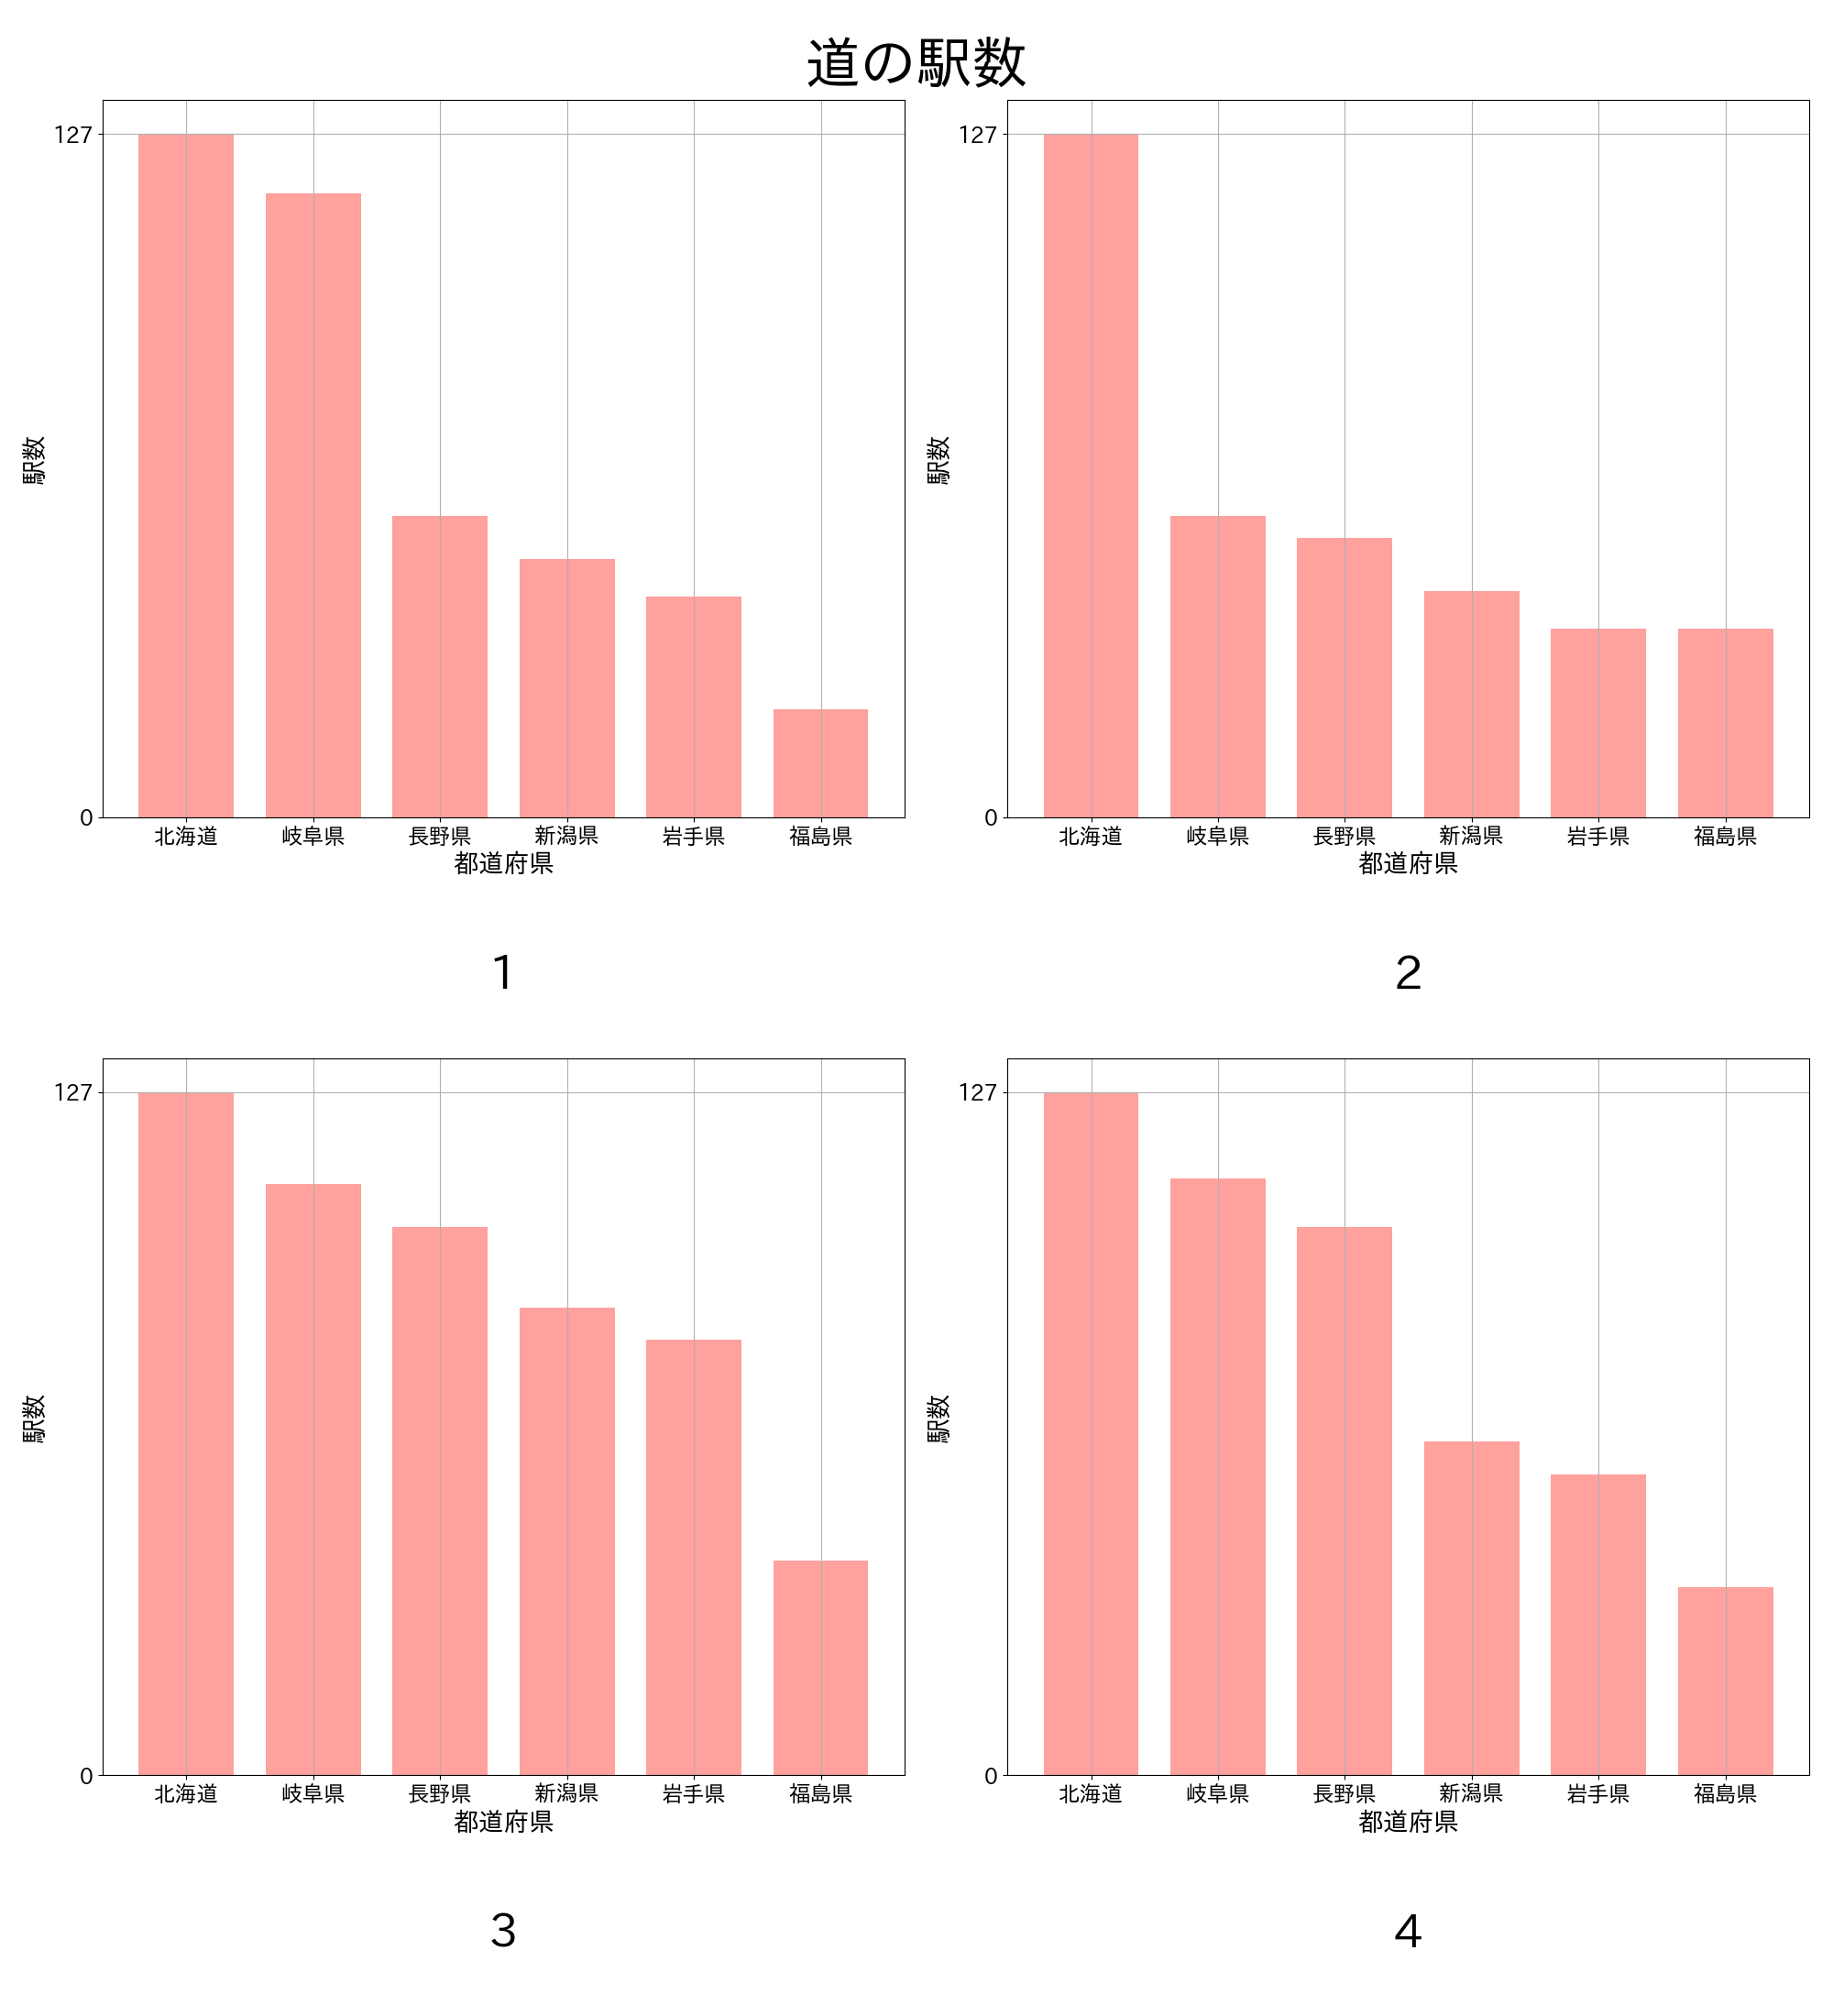 道の駅数
127
0
駅数
北海道 岐阜県 長野県 新潟県 岩手県 福島県
都道府県
1
127
0
駅数
北海道 岐阜県 長野県 新潟県 岩手県 福島県
都道府県
2
127
0
駅数
北海道 岐阜県 長野県 新潟県 岩手県 福島県
都道府県
3
127
0
駅数
北海道 岐阜県 長野県 新潟県 岩手県 福島県
都道府県
4